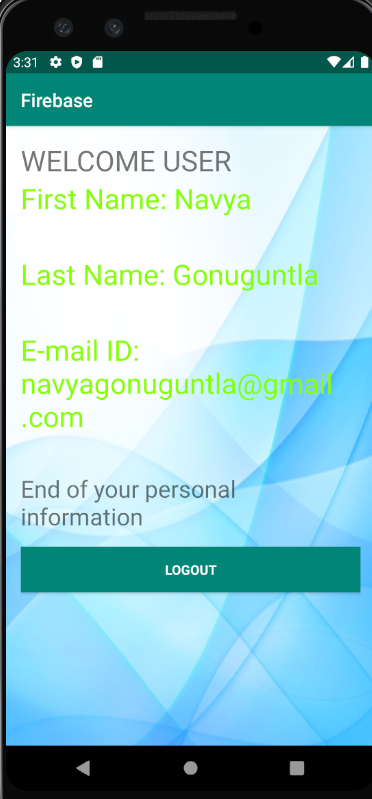 3:31
Firebase
WELCOME USER
First Name: Navya
Last Name: Gonuguntla
E-mail ID:
navyagonuguntla@gmail
.com
End of your personal
information
LOGOUT